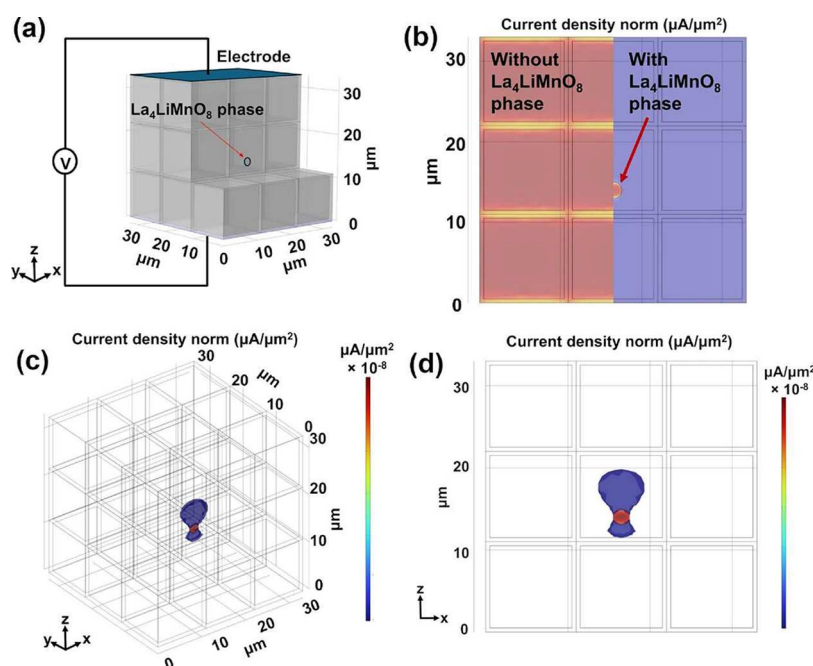 (a)
Electrode
La₄LiMnO₈ phase
V
30
20
10
0
µm
30
20
10
0
10
20
30
µm
µm
z
y
x
(b)
Current density norm (µA/µm²)
Without
La₄LiMnO₈
phase
With
La₄LiMnO₈
phase
30
20
10
0
µm
(c)
Current density norm (µA/µm²)
30
20
10
0
µm
30
20
10
0
µm
0
10
20
30
µm
z
y
x
µA/µm²
× 10⁻⁸
(d)
Current density norm (µA/µm²)
30
20
10
0
µm
z
x
µA/µm²
× 10⁻⁸